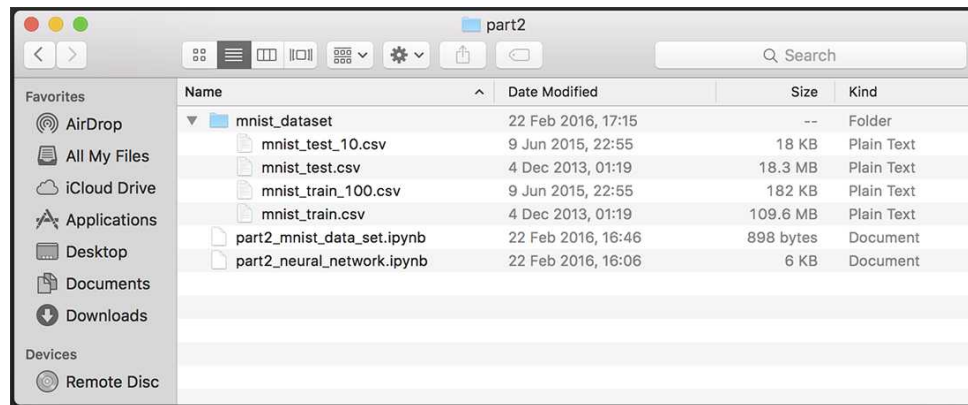 part2
Search
Favorites
AirDrop
All My Files
iCloud Drive
Applications
Desktop
Documents
Downloads
Devices
Remote Disc
Name Date Modified Size Kind
mnist_dataset 22 Feb 2016, 17:15 -- Folder
mnist_test_10.csv 9 Jun 2015, 22:55 18 KB Plain Text
mnist_test.csv 4 Dec 2013, 01:19 18.3 MB Plain Text
mnist_train_100.csv 9 Jun 2015, 22:55 182 KB Plain Text
mnist_train.csv 4 Dec 2013, 01:19 109.6 MB Plain Text
part2_mnist_data_set.ipynb 22 Feb 2016, 16:46 898 bytes Document
part2_neural_network.ipynb 22 Feb 2016, 16:06 6 KB Document